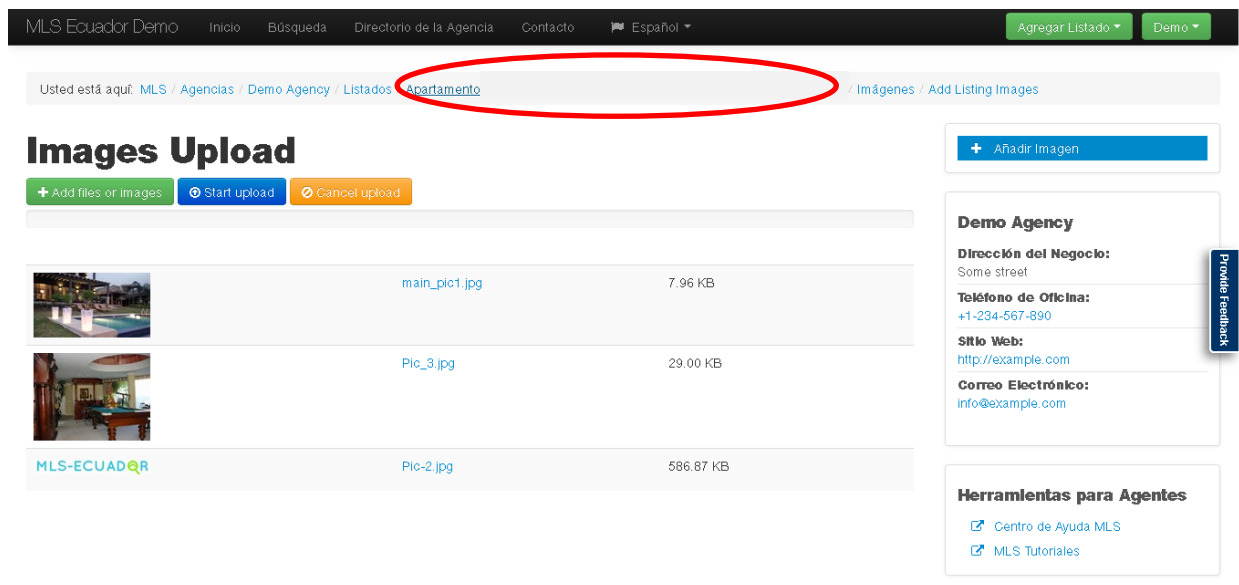 MLS Ecuador Demo Inicio Búsqueda Directorio de la Agencia Contacto Español Agregar Listado Demo
Usted está aquí: MLS / Agencias / Demo Agency / Listados Apartamento / Imágenes / Add Listing Images
Images Upload
Add files or images Start upload Cancel upload
main_pic1.jpg 7.96 KB
Pic_3.jpg 29.00 KB
MLS-ECUADOR Pic-2.jpg 586.87 KB
Añadir Imagen
Demo Agency
Dirección del Negocio:
Some street
Teléfono de Oficina:
+1-234-567-890
Sitio Web:
http://example.com
Correo Electrónico:
info@example.com
Provide Feedback
Herramientas para Agentes
Centro de Ayuda MLS
MLS Tutoriales